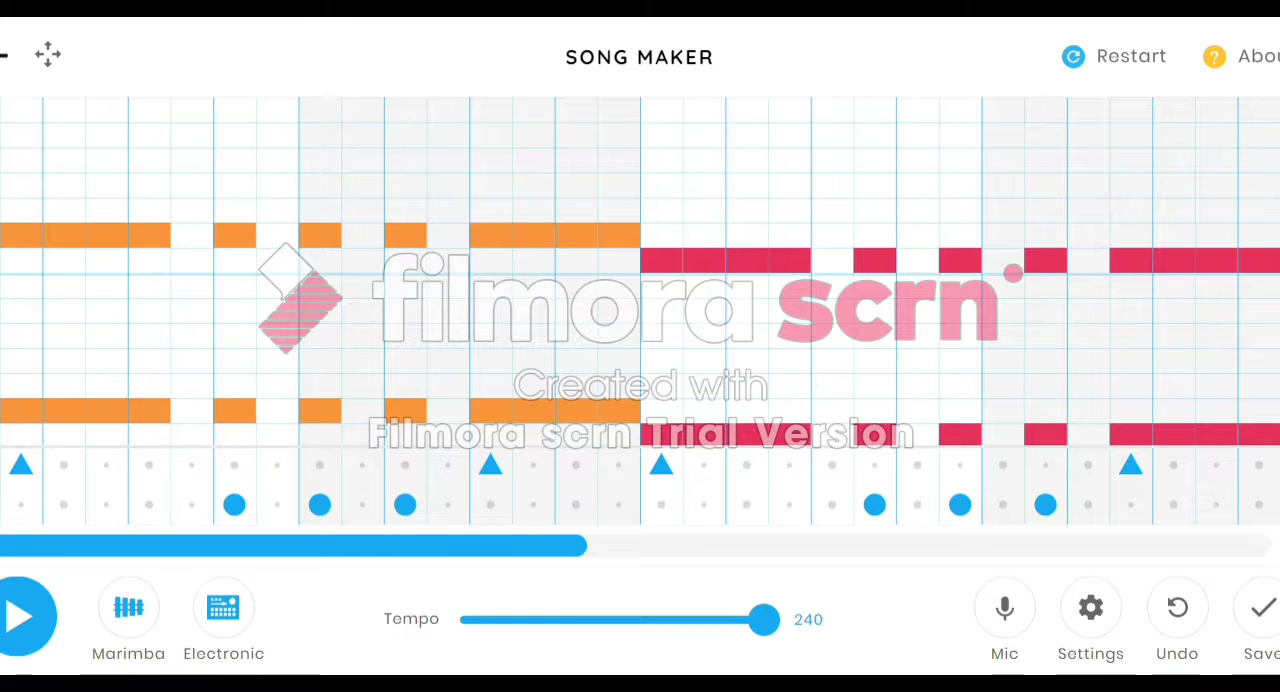 SONG MAKER
Restart
? Abou
filmora scrn
Created with
Filmora scrn Trial Version
Tempo 240
Marimba Electronic Mic Settings Undo Save